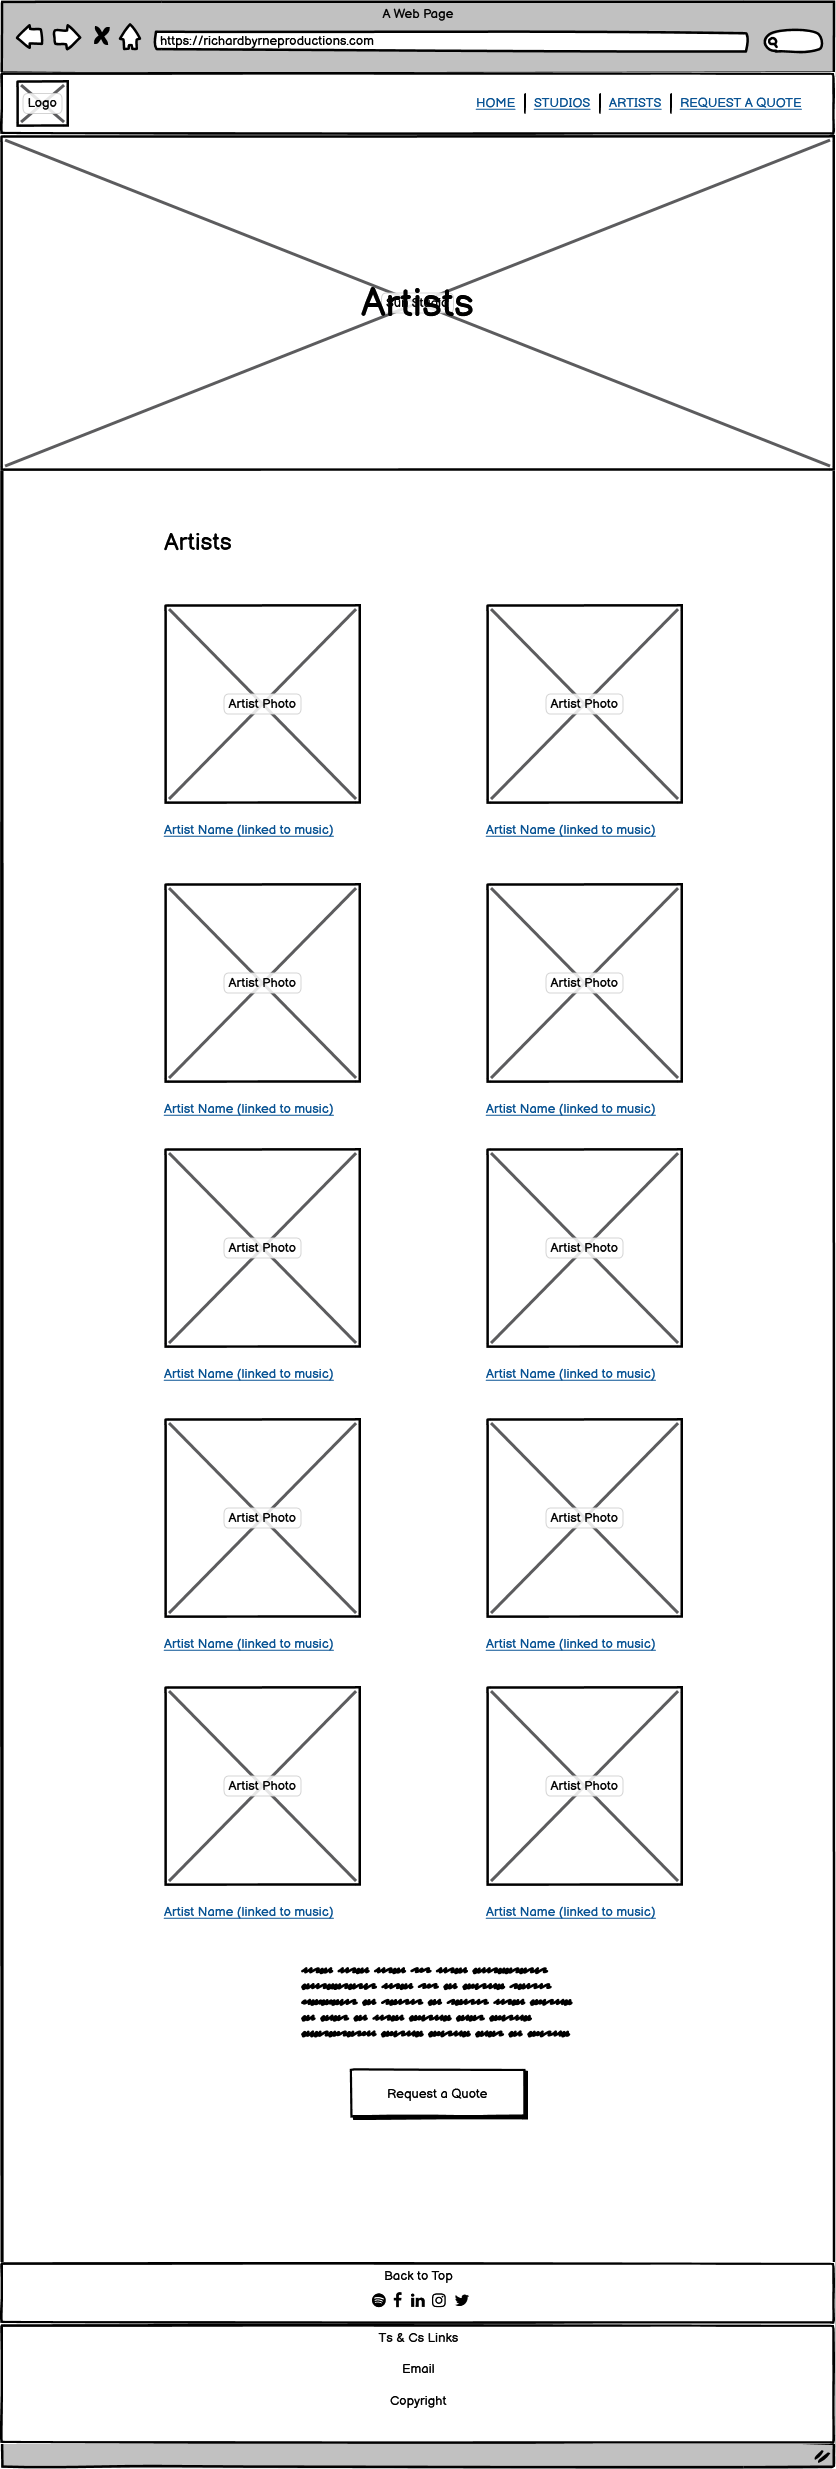 A Web Page
https://richardbyrneproductions.com
Logo
HOME STUDIOS ARTISTS REQUEST A QUOTE
Artists
Artists
Artist Photo Artist Photo
Artist Name (linked to music) Artist Name (linked to music)
Artist Photo Artist Photo
Artist Name (linked to music) Artist Name (linked to music)
Artist Photo Artist Photo
Artist Name (linked to music) Artist Name (linked to music)
Artist Photo Artist Photo
Artist Name (linked to music) Artist Name (linked to music)
Artist Photo Artist Photo
Artist Name (linked to music) Artist Name (linked to music)
Request a Quote
Back to Top
Ts & Cs Links
Email
Copyright